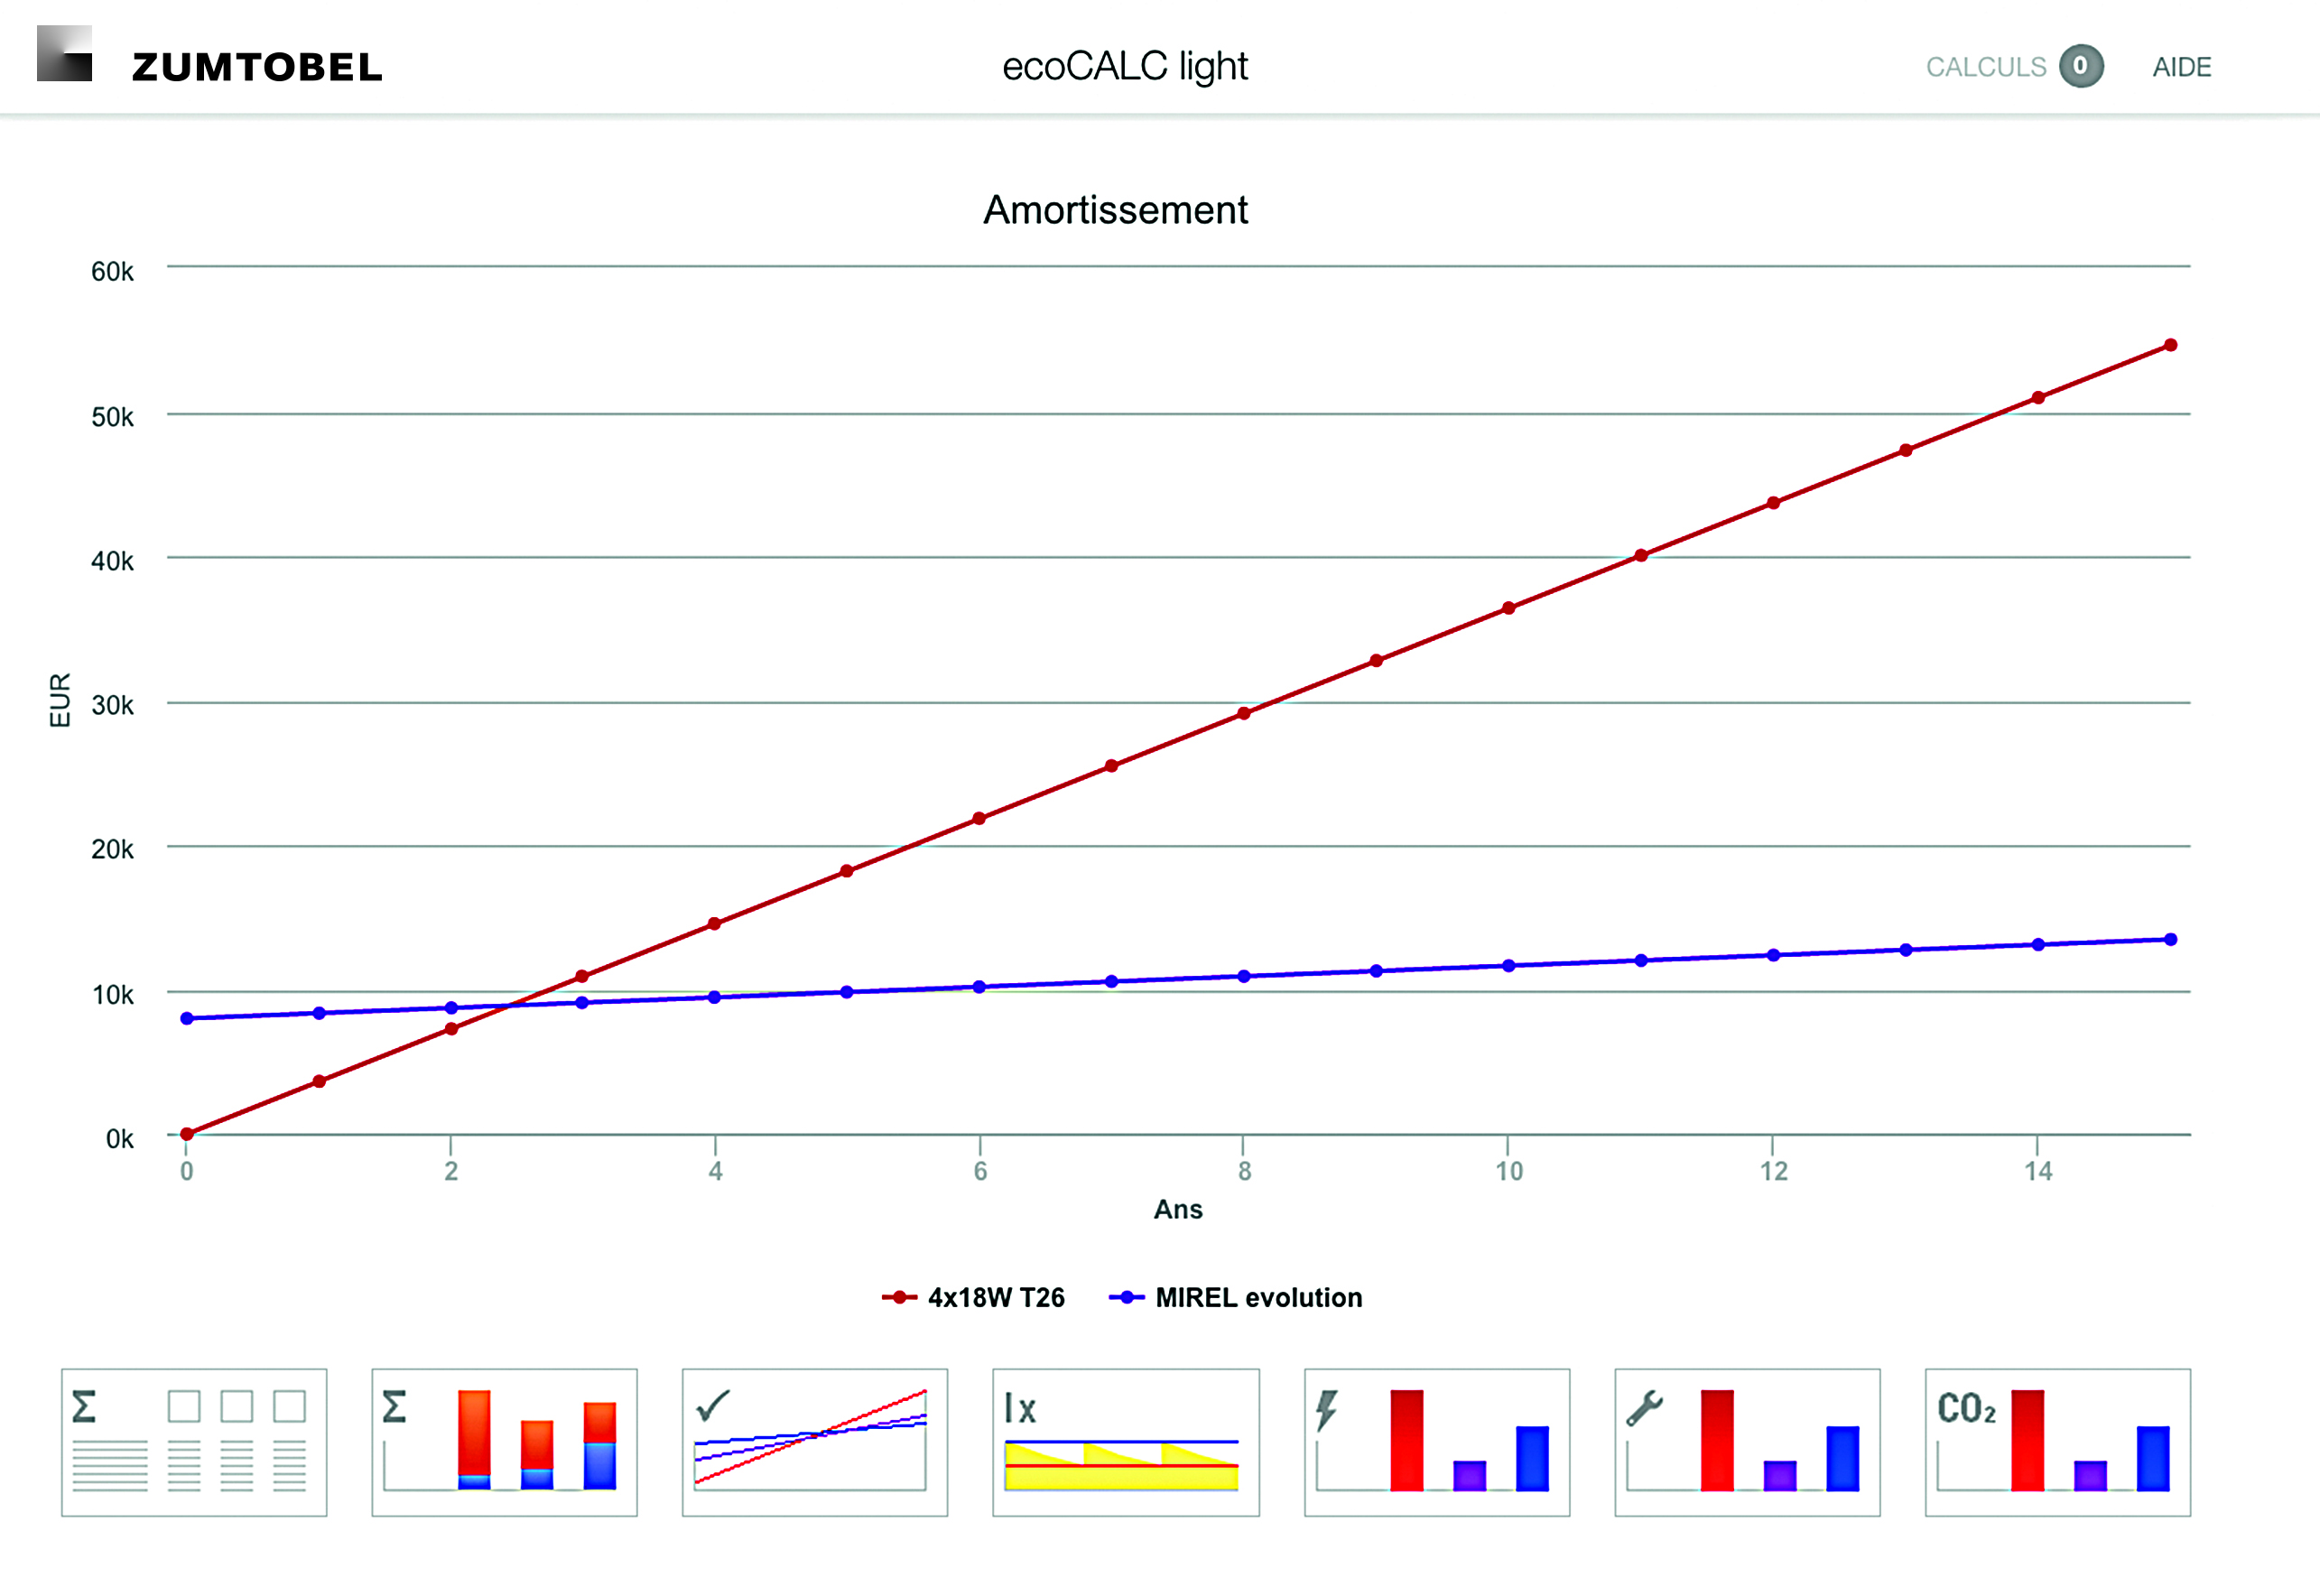 ZUMTOBEL
ecoCALC light
CALCULS 0 AIDE
Amortissement
60k
50k
40k
30k
20k
10k
0k
EUR
0 2 4 6 8 10 12 14
Ans
4x18W T26 MIREL evolution
Σ Σ lx CO₂